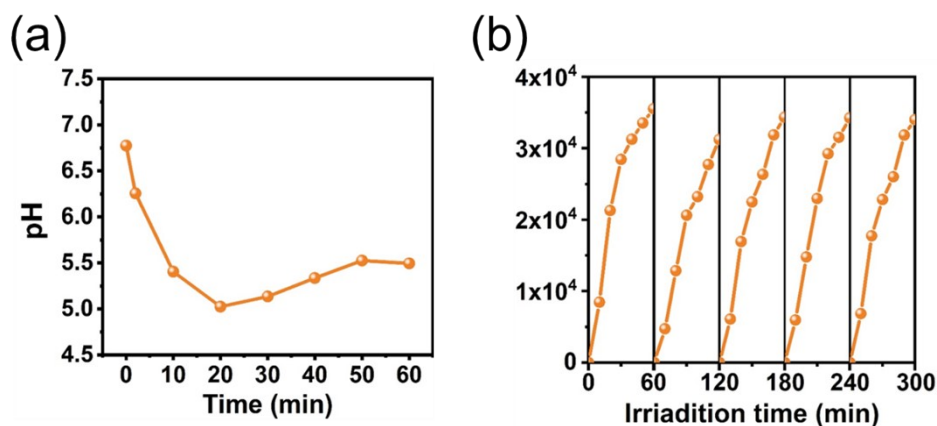 (a)
7.5
7.0
6.5
6.0
5.5
5.0
4.5
pH
0 10 20 30 40 50 60
Time (min)
(b)
4x10⁴
3x10⁴
2x10⁴
1x10⁴
0
0 60 120 180 240 300
Irriadition time (min)